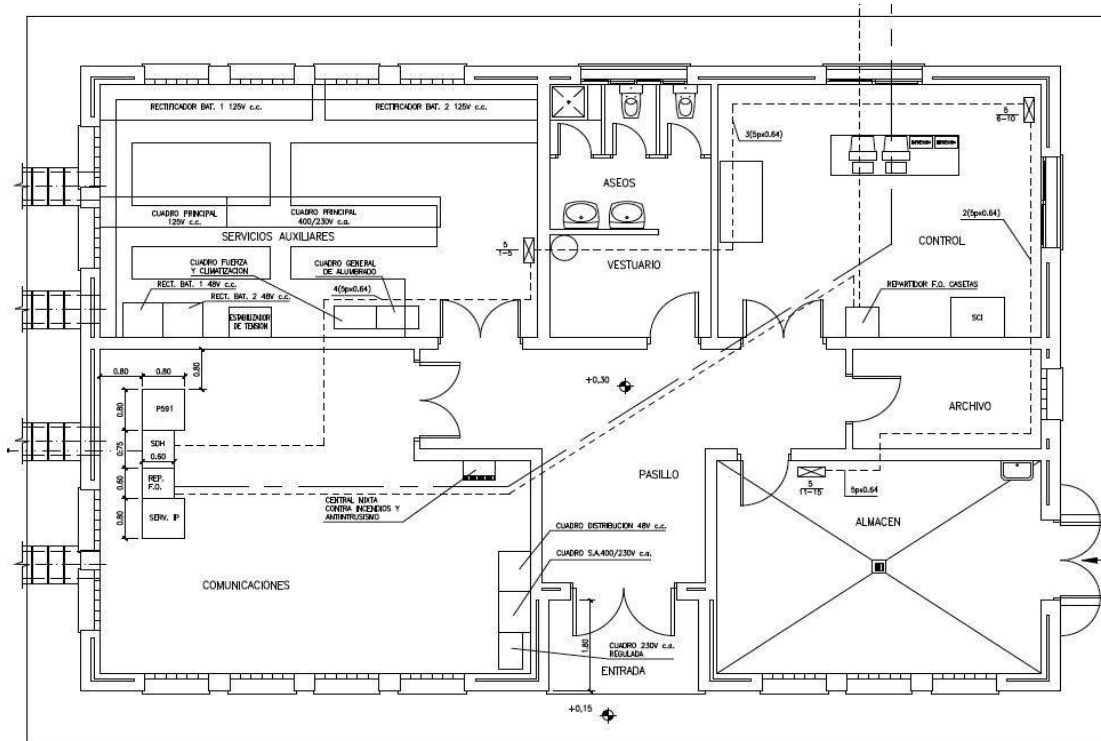 RECTIFICADOR BAT. 1 125V c.c.
RECTIFICADOR BAT. 2 125V c.c.
3(5px0.64)
5
6-10
ASEOS
CUADRO PRINCIPAL
125V c.c.
CUADRO PRINCIPAL
400/230V c.a.
SERVICIOS AUXILIARES
2(5px0.64)
CONTROL
5
1-5
VESTUARIO
CUADRO FUERZA
Y CLIMATIZACION
CUADRO GENERAL
DE ALUMBRADO
RECT. BAT. 1 48V c.c.
RECT. BAT. 2 48V c.c.
4(5px0.64)
REPARTIDOR F.O. CASETAS
ESTABILIZADOR
DE TENSION
SCI
0.80
0.80
0.80
+0,30
0.80
P591
ARCHIVO
0.75
SDH
0.60
PASILLO
0.60
REP.
F.O.
5
11-15
5px0.64
CENTRAL MIXTA
CONTRA INCENDIOS Y
ANTIINTRUSISMO
0.80
SERV. IP
ALMACEN
CUADRO DISTRIBUCION 48V c.c.
CUADRO S.A.400/230V c.a.
COMUNICACIONES
1.80
CUADRO 230V c.a.
REGULADA
ENTRADA
+0,15